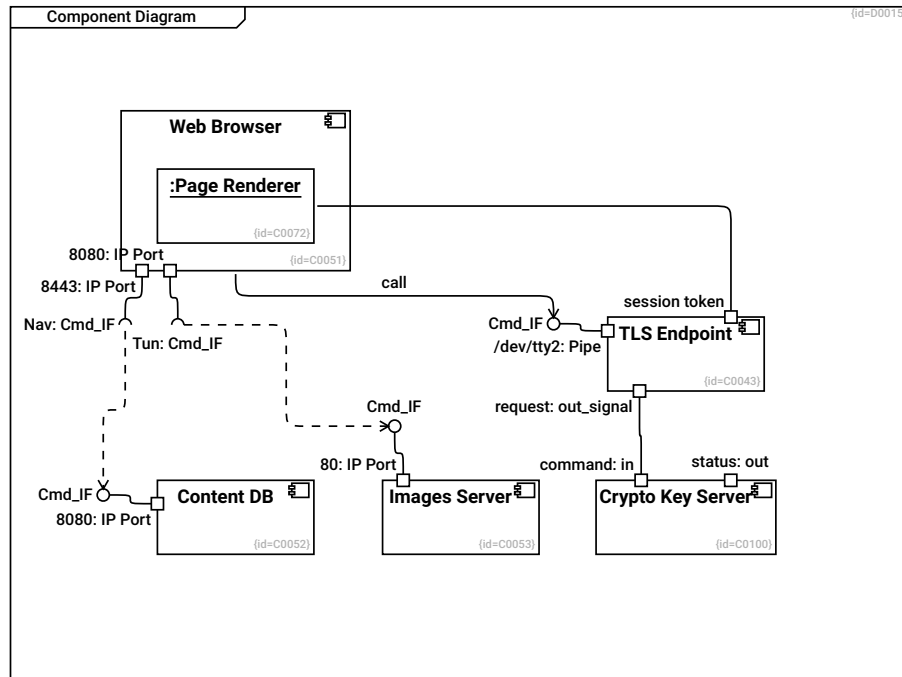 Component Diagram
{id=D0015
Web Browser
:Page Renderer
{id=C0072}
8080: IP Port
{id=C0051}
8443: IP Port
call
session token
Nav: Cmd_IF
Tun: Cmd_IF
Cmd_IF
TLS Endpoint
/dev/tty2: Pipe
{id=C0043}
request: out_signal
Cmd_IF
80: IP Port
command: in
status: out
Cmd_IF
8080: IP Port
Content DB
{id=C0052}
Images Server
{id=C0053}
Crypto Key Server
{id=C0100}